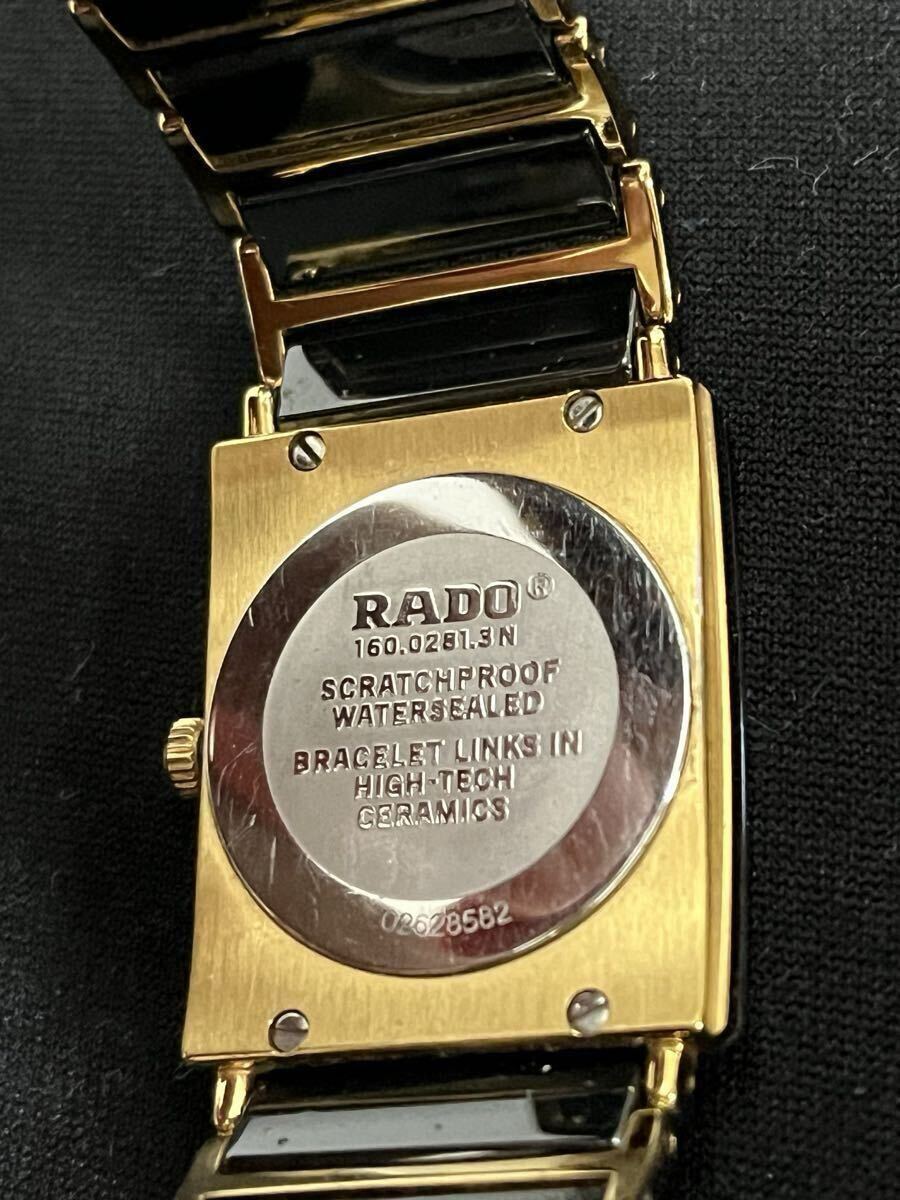 RADO®
160.0281.3N
SCRATCHPROOF
WATERSEALED
BRACELET LINKS IN
HIGH-TECH
CERAMICS
02628582